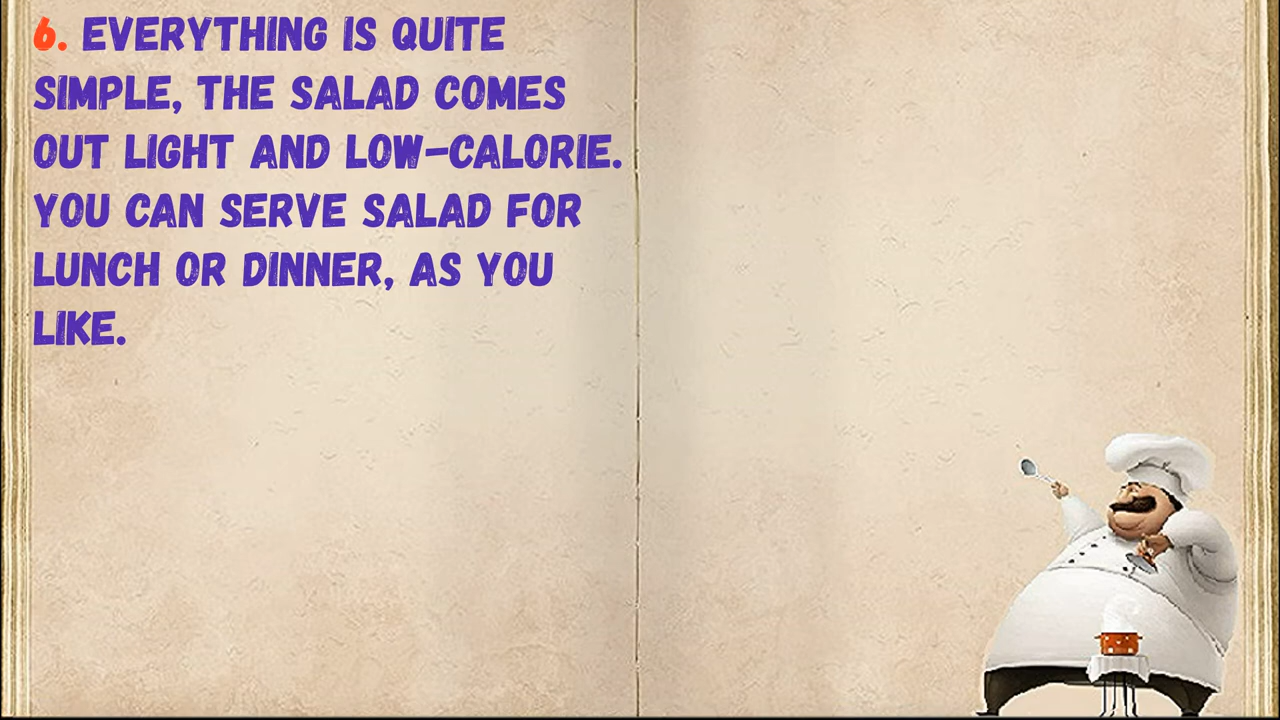 6. EVERYTHING IS QUITE
SIMPLE, THE SALAD COMES
OUT LIGHT AND LOW-CALORIE.
YOU CAN SERVE SALAD FOR
LUNCH OR DINNER, AS YOU
LIKE.